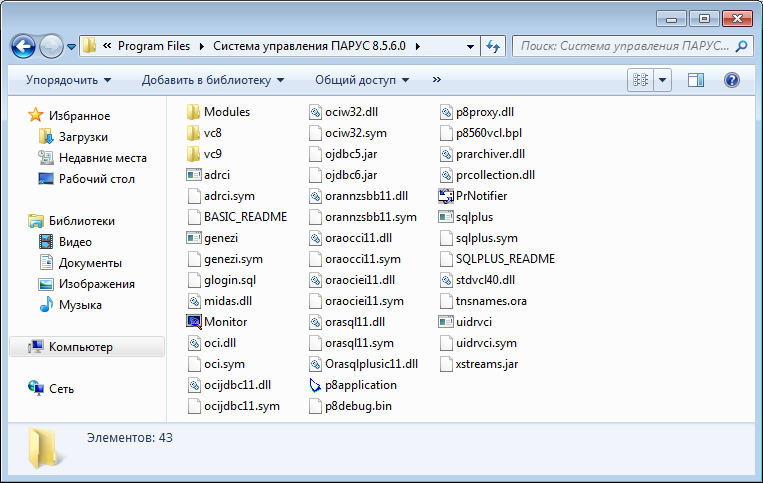 « Program Files ▸ Система управления ПАРУС 8.5.6.0 ▸
Поиск: Система управления ПАРУС...
Упорядочить Добавить в библиотеку Общий доступ »
Избранное
Загрузки
Недавние места
Рабочий стол
Библиотеки
Видео
Документы
Изображения
Музыка
Компьютер
Сеть
Modules
vc8
vc9
adrci
adrci.sym
BASIC_README
genezi
genezi.sym
glogin.sql
midas.dll
Monitor
oci.dll
oci.sym
ocijdbc11.dll
ocijdbc11.sym
ociw32.dll
ociw32.sym
ojdbc5.jar
ojdbc6.jar
orannzsbb11.dll
orannzsbb11.sym
oraocci11.dll
oraocci11.sym
oraociei11.dll
oraociei11.sym
orasql11.dll
orasql11.sym
Orasqlplusic11.dll
p8application
p8debug.bin
p8proxy.dll
p8560vcl.bpl
prarchiver.dll
prcollection.dll
PrNotifier
sqlplus
sqlplus.sym
SQLPLUS_README
stdvcl40.dll
tnsnames.ora
uidrvci
uidrvci.sym
xstreams.jar
Элементов: 43